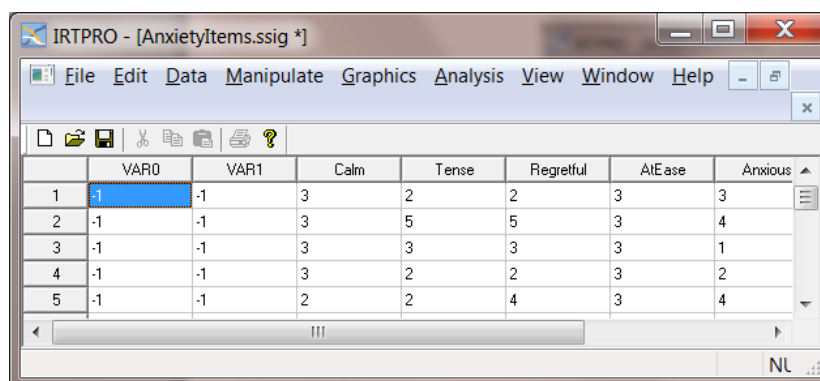 IRTPRO - [AnxietyItems.ssig *]
File Edit Data Manipulate Graphics Analysis View Window Help
VAR0 VAR1 Calm Tense Regretful AtEase Anxious
1 -1 -1 3 2 2 3 3
2 -1 -1 3 5 5 3 4
3 -1 -1 3 3 3 3 1
4 -1 -1 3 2 2 3 2
5 -1 -1 2 2 4 3 4